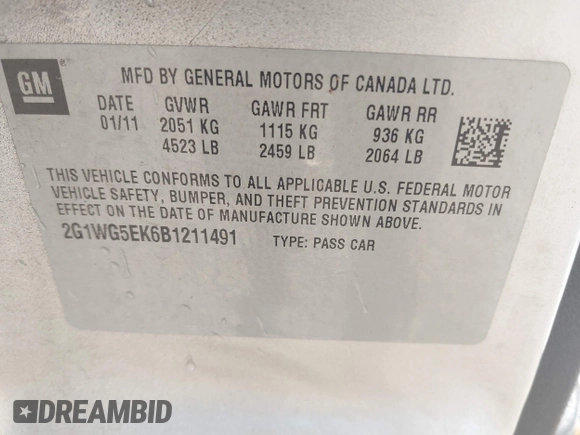 GM
MFD BY GENERAL MOTORS OF CANADA LTD.
DATE GVWR GAWR FRT GAWR RR
01/11 2051 KG 1115 KG 936 KG
4523 LB 2459 LB 2064 LB
THIS VEHICLE CONFORMS TO ALL APPLICABLE U.S. FEDERAL MOTOR
VEHICLE SAFETY, BUMPER, AND THEFT PREVENTION STANDARDS IN
EFFECT ON THE DATE OF MANUFACTURE SHOWN ABOVE.
2G1WG5EK6B1211491 TYPE: PASS CAR
DREAMBID